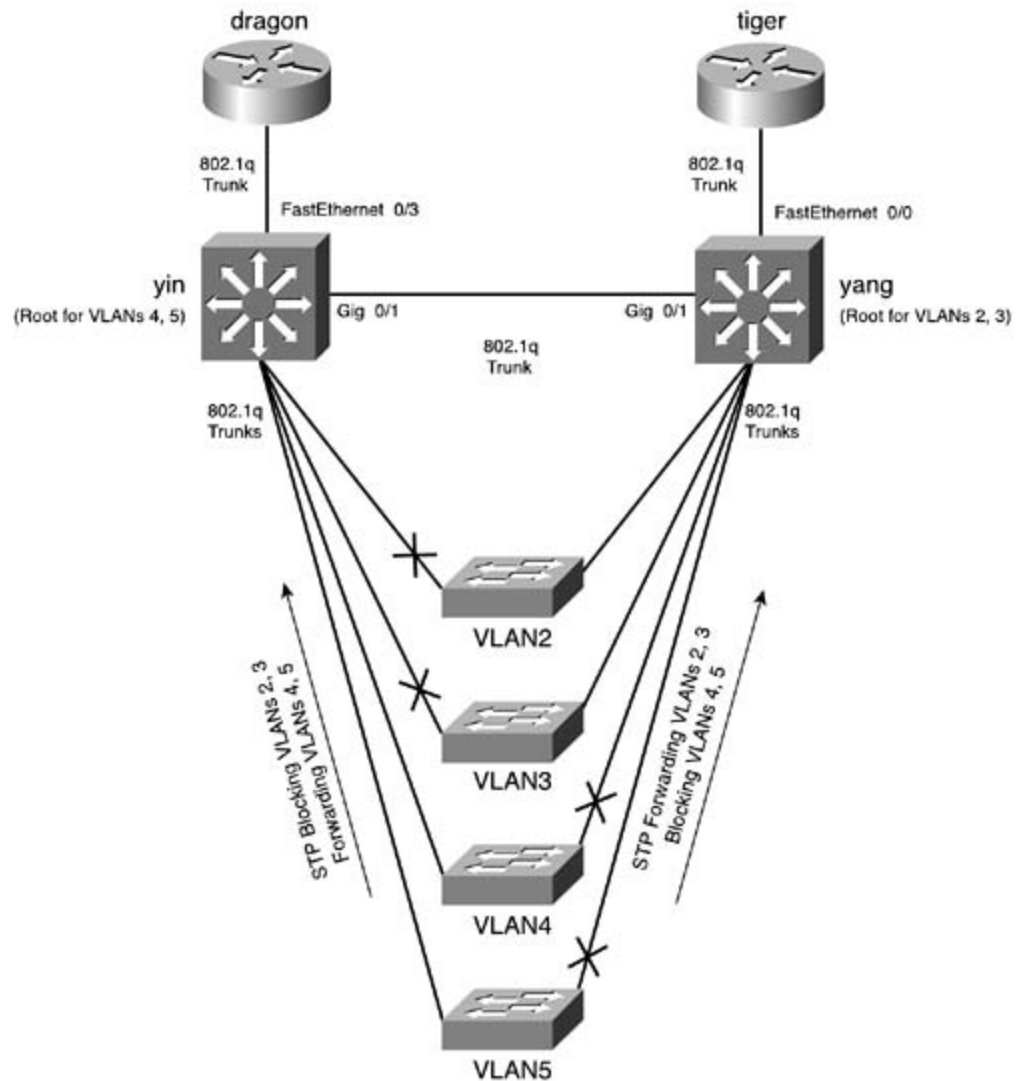 dragon
tiger
802.1q
Trunk
802.1q
Trunk
FastEthernet 0/3
FastEthernet 0/0
yin
(Root for VLANs 4, 5)
Gig 0/1
Gig 0/1
yang
(Root for VLANs 2, 3)
802.1q
Trunk
802.1q
Trunks
802.1q
Trunks
VLAN2
STP Blocking VLANs 2, 3
Forwarding VLANs 4, 5
STP Forwarding VLANs 2, 3
Blocking VLANs 4, 5
VLAN3
VLAN4
VLAN5